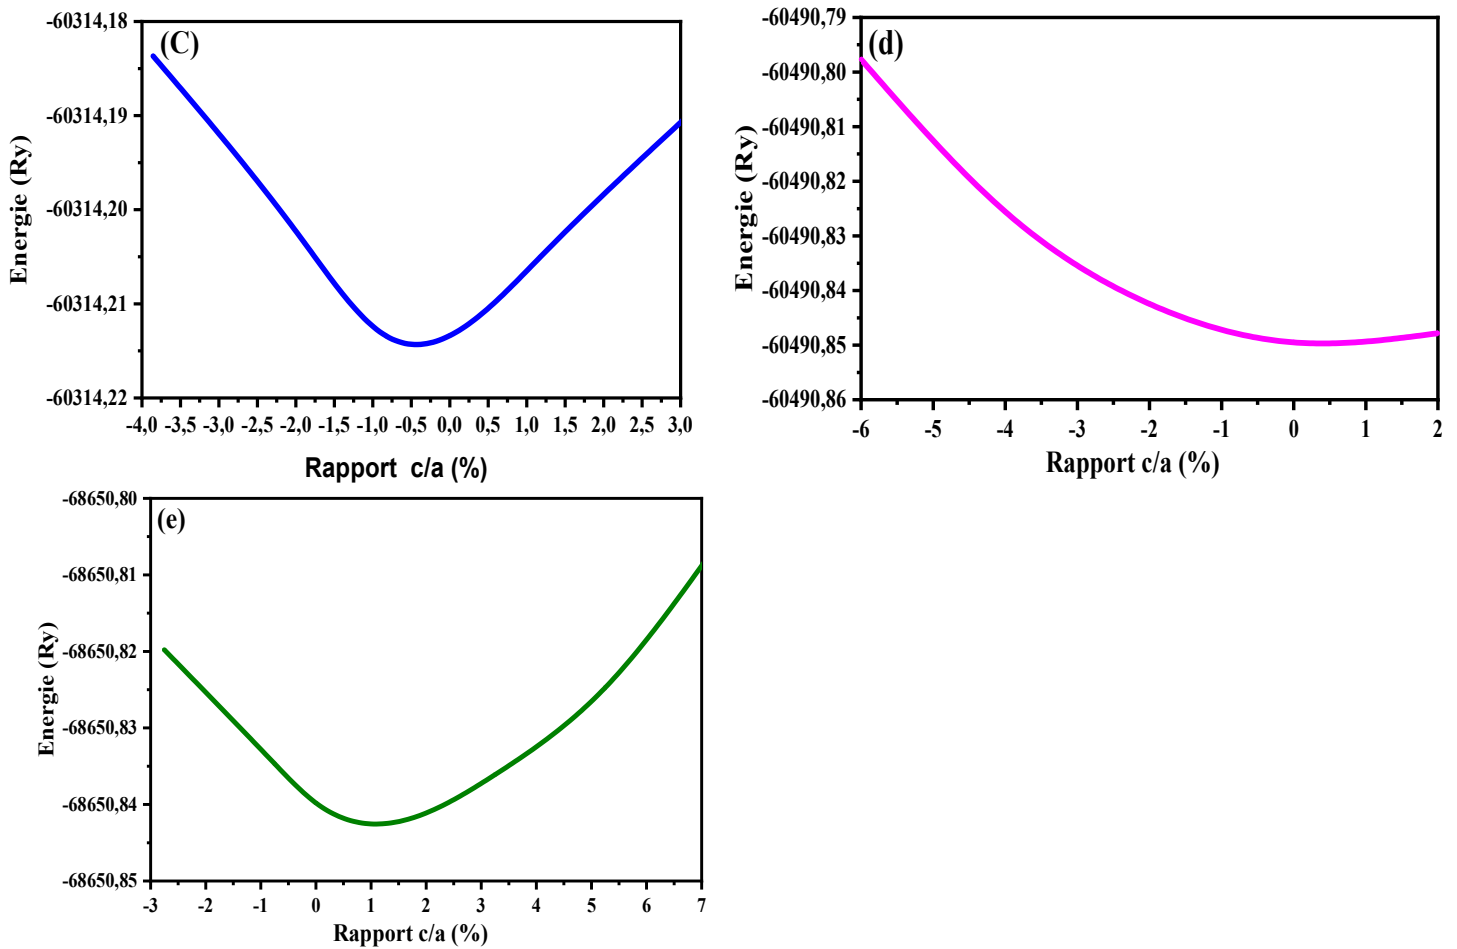 (C)
-60314,18
-60314,19
-60314,20
-60314,21
-60314,22
Energie (Ry)
-4,0 -3,5 -3,0 -2,5 -2,0 -1,5 -1,0 -0,5 0,0 0,5 1,0 1,5 2,0 2,5 3,0
Rapport c/a (%)
(d)
-60490,79
-60490,80
-60490,81
-60490,82
-60490,83
-60490,84
-60490,85
-60490,86
Energie (Ry)
-6 -5 -4 -3 -2 -1 0 1 2
Rapport c/a (%)
(e)
-68650,80
-68650,81
-68650,82
-68650,83
-68650,84
-68650,85
Energie (Ry)
-3 -2 -1 0 1 2 3 4 5 6 7
Rapport c/a (%)